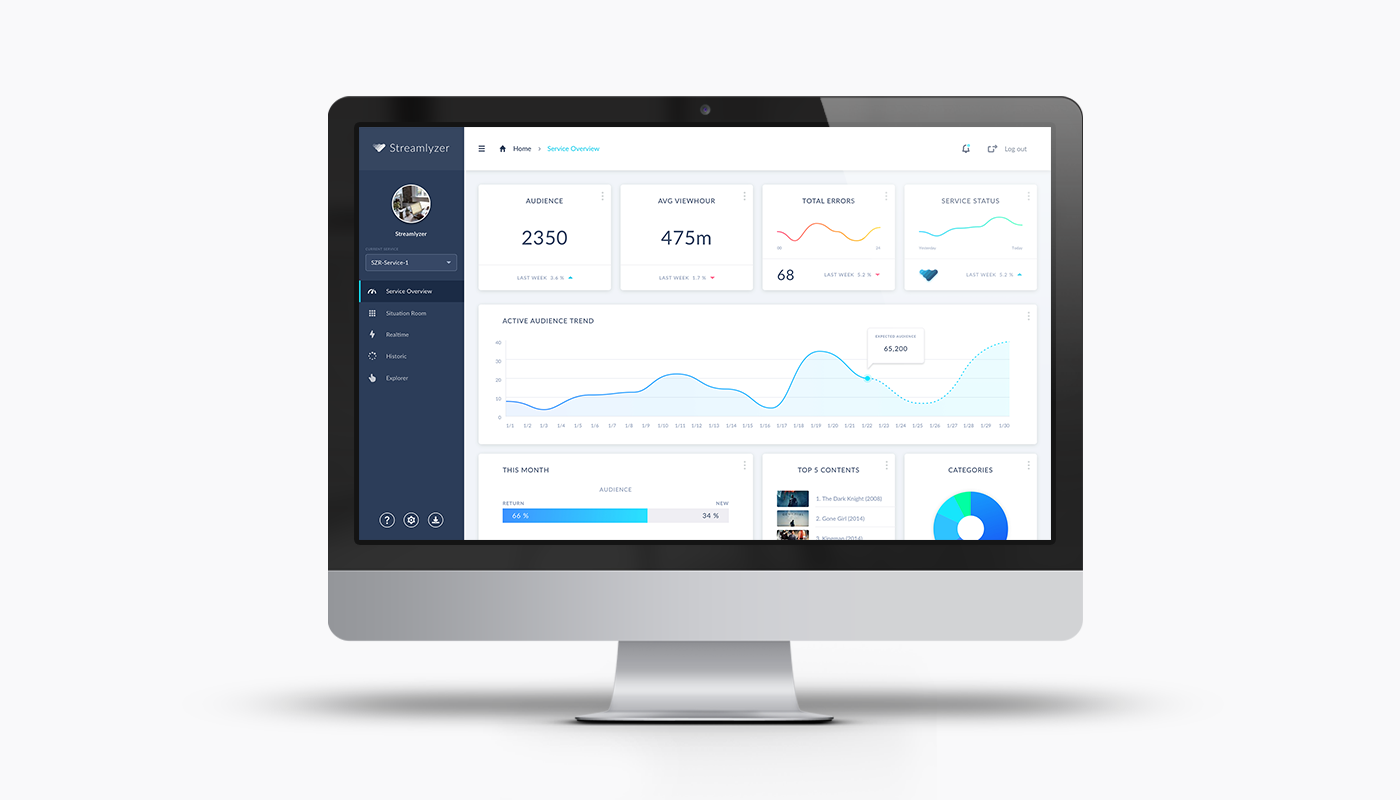 Streamlyzer
Home > Service Overview
Log out
Streamlyzer
CURRENT SERVICE
SZR-Service-1
Service Overview
Situation Room
Realtime
Historic
Explorer
?
AUDIENCE
2350
LAST WEEK 3.6 %
AVG VIEWHOUR
475m
LAST WEEK 1.7 %
TOTAL ERRORS
68
LAST WEEK 5.2 %
SERVICE STATUS
Yesterday Today
LAST WEEK 5.2 %
ACTIVE AUDIENCE TREND
EXPECTED AUDIENCE
65,200
40
30
20
10
0
1/1 1/2 1/3 1/4 1/5 1/6 1/7 1/8 1/9 1/10 1/11 1/12 1/13 1/14 1/15 1/16 1/17 1/18 1/19 1/20 1/21 1/22 1/23 1/24 1/25 1/26 1/27 1/28 1/29 1/30
THIS MONTH
AUDIENCE
RETURN NEW
66 % 34 %
TOP 5 CONTENTS
1. The Dark Knight (2008)
2. Gone Girl (2014)
3. Kingman (2014)
CATEGORIES